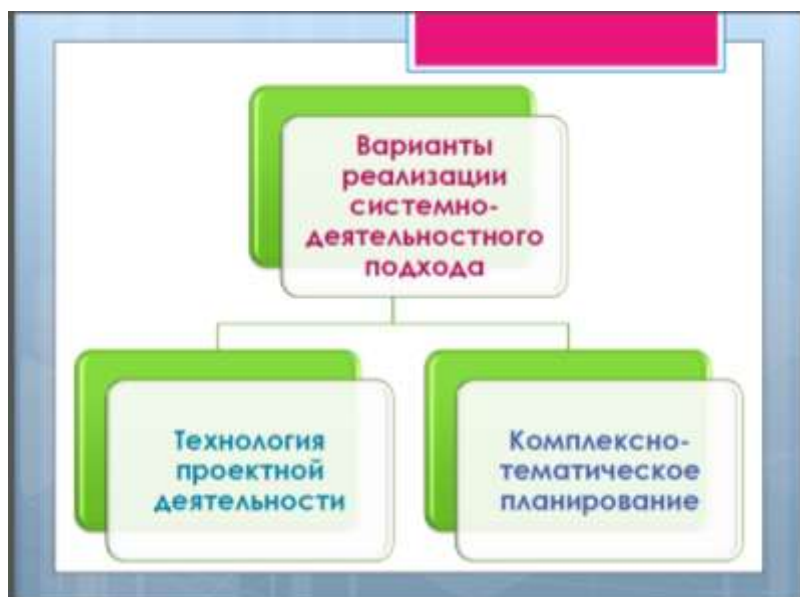 Варианты
реализации
системно-
деятельностного
подхода
Технология
проектной
деятельности
Комплексно-
тематическое
планирование